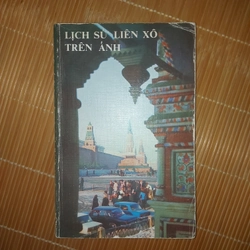 LỊCH SỬ LIÊN XÔ
TRÊN ẢNH